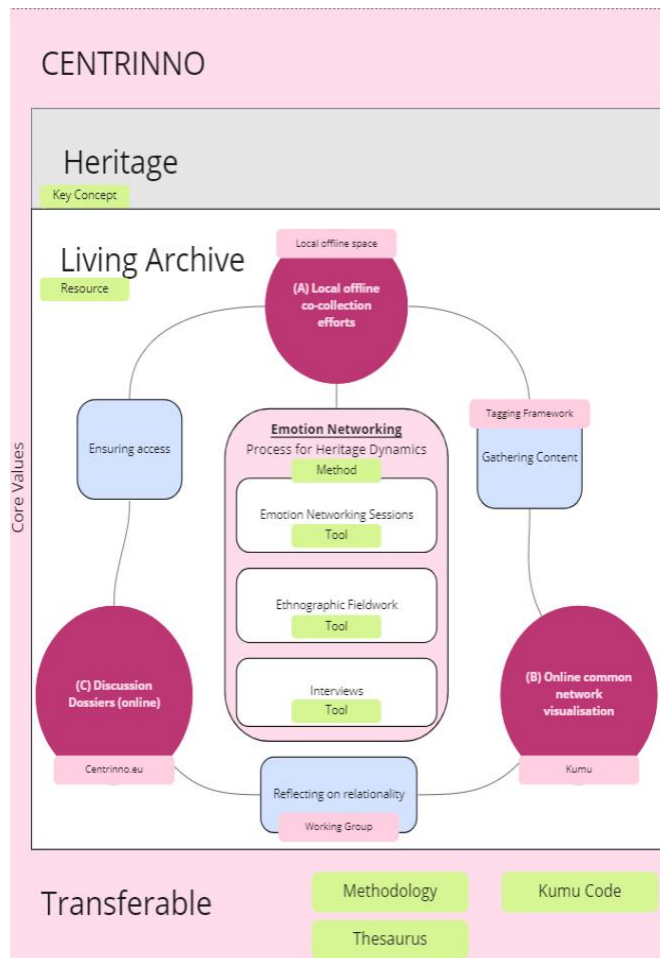 CENTRINNO
Heritage
Key Concept
Living Archive
Resource
Local offline space
(A) Local offline
co-collection
efforts
Ensuring access
Tagging Framework
Gathering Content
Emotion Networking
Process for Heritage Dynamics
Method
Emotion Networking Sessions
Tool
Ethnographic Fieldwork
Tool
Interviews
Tool
Core Values
(C) Discussion
Dossiers (online)
Centrinno.eu
(B) Online common
network
visualisation
Kumu
Reflecting on relationality
Working Group
Transferable
Methodology
Kumu Code
Thesaurus